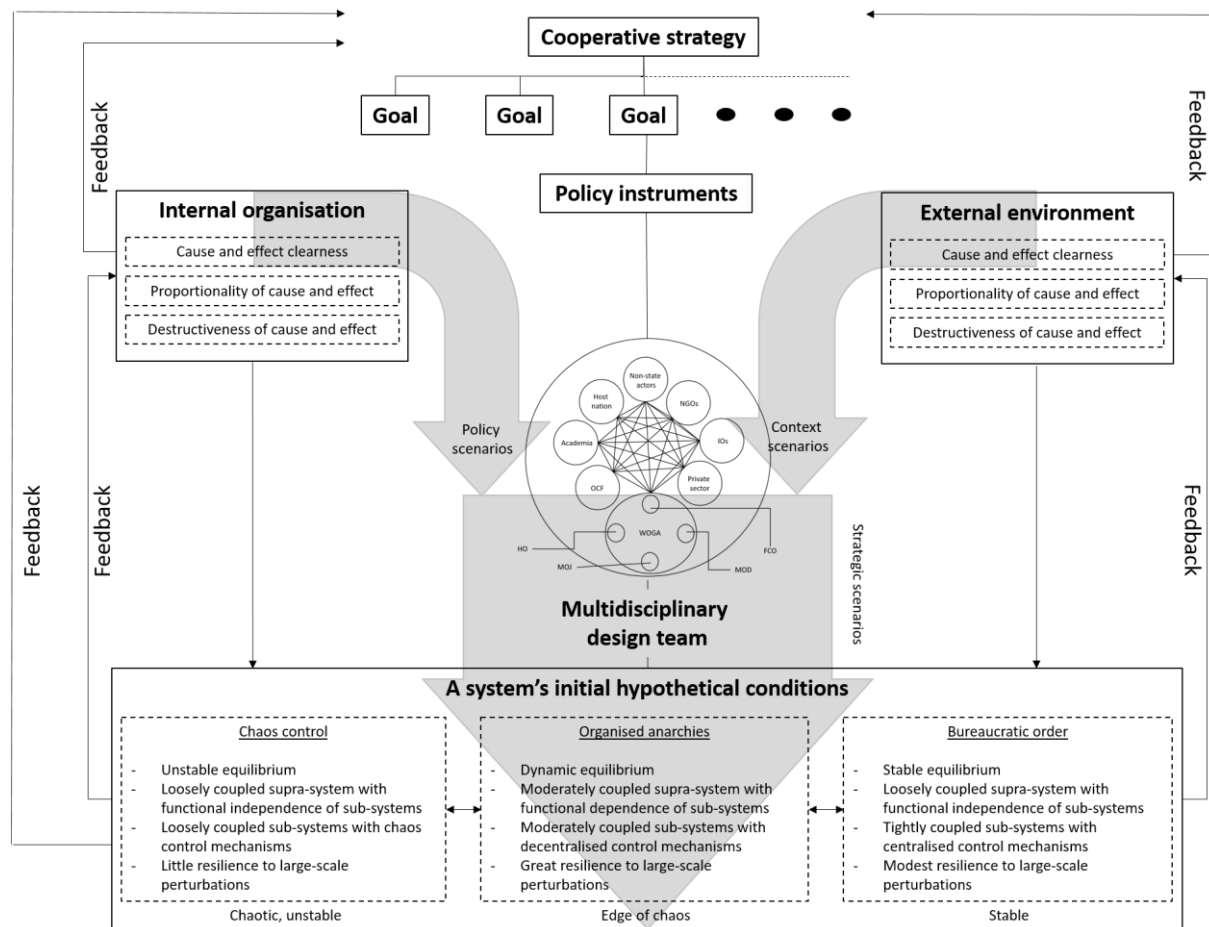 Cooperative strategy
Goal
Goal
Goal
Policy instruments
Feedback
Feedback
Feedback
Feedback
Feedback
Internal organisation
Cause and effect clearness
Proportionality of cause and effect
Destructiveness of cause and effect
External environment
Cause and effect clearness
Proportionality of cause and effect
Destructiveness of cause and effect
Policy
scenarios
Context
scenarios
Strategic scenarios
Non-state
actors
Host
nation
NGOs
Academia
IOs
OCF
Private
sector
WOGA
HO
MOJ
FCO
MOD
Multidisciplinary
design team
A system's initial hypothetical conditions
Chaos control
- Unstable equilibrium
- Loosely coupled supra-system with
functional independence of sub-systems
- Loosely coupled sub-systems with chaos
control mechanisms
- Little resilience to large-scale
perturbations
Chaotic, unstable
Organised anarchies
- Dynamic equilibrium
- Moderately coupled supra-system with
functional dependence of sub-systems
- Moderately coupled sub-systems with
decentralised control mechanisms
- Great resilience to large-scale
perturbations
Edge of chaos
Bureaucratic order
- Stable equilibrium
- Loosely coupled supra-system with
functional independence of sub-systems
- Tightly coupled sub-systems with
centralised control mechanisms
- Modest resilience to large-scale
perturbations
Stable